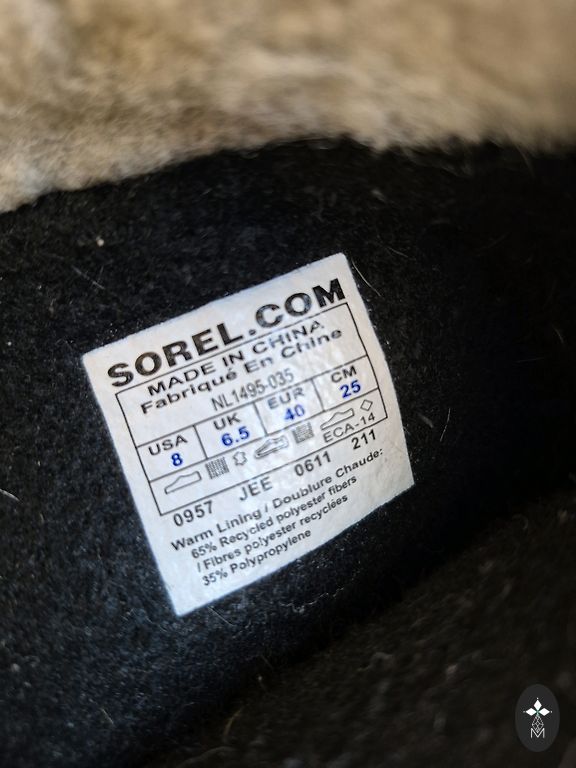 SOREL.COM
MADE IN CHINA
Fabriqué En Chine
NL1495-035
USA UK EUR CM
8 6.5 40 25
ECA-14
0957 JEE 0611 211
Warm Lining / Doublure Chaude:
65% Recycled polyester fibers
/ Fibres polyester recyclées
35% Polypropylene
M